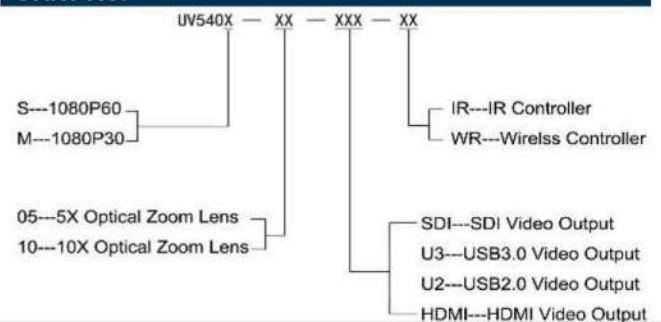 UV540X — XX — XXX — XX
S---1080P60
M---1080P30
IR---IR Controller
WR---Wirelss Controller
05---5X Optical Zoom Lens
10---10X Optical Zoom Lens
SDI---SDI Video Output
U3---USB3.0 Video Output
U2---USB2.0 Video Output
HDMI---HDMI Video Output